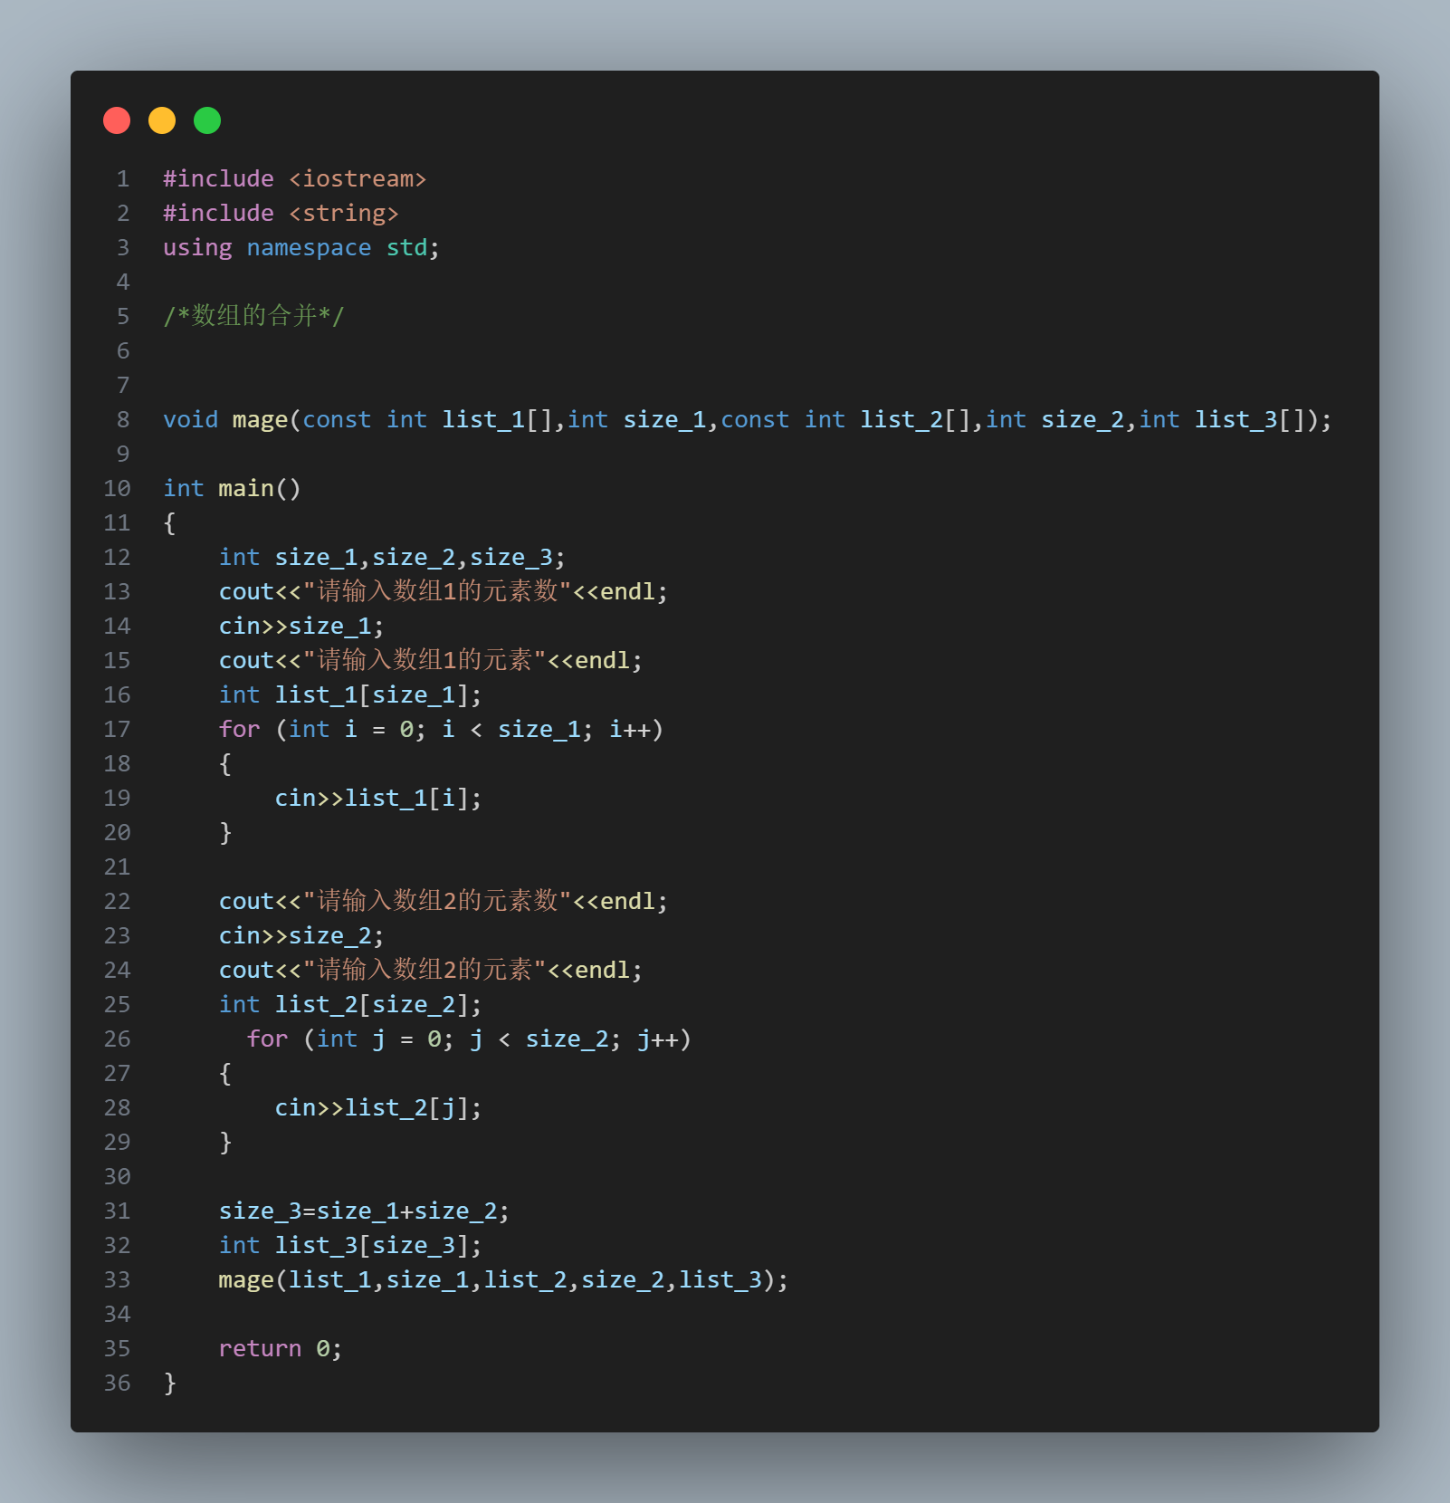 1 #include <iostream>
2 #include <string>
3 using namespace std;
4
5 /*数组的合并*/
6
7
8 void mage(const int list_1[],int size_1,const int list_2[],int size_2,int list_3[]);
9
10 int main()
11 {
12     int size_1,size_2,size_3;
13     cout<<"请输入数组1的元素数"<<endl;
14     cin>>size_1;
15     cout<<"请输入数组1的元素"<<endl;
16     int list_1[size_1];
17     for (int i = 0; i < size_1; i++)
18     {
19         cin>>list_1[i];
20     }
21
22     cout<<"请输入数组2的元素数"<<endl;
23     cin>>size_2;
24     cout<<"请输入数组2的元素"<<endl;
25     int list_2[size_2];
26       for (int j = 0; j < size_2; j++)
27     {
28         cin>>list_2[j];
29     }
30
31     size_3=size_1+size_2;
32     int list_3[size_3];
33     mage(list_1,size_1,list_2,size_2,list_3);
34
35     return 0;
36 }